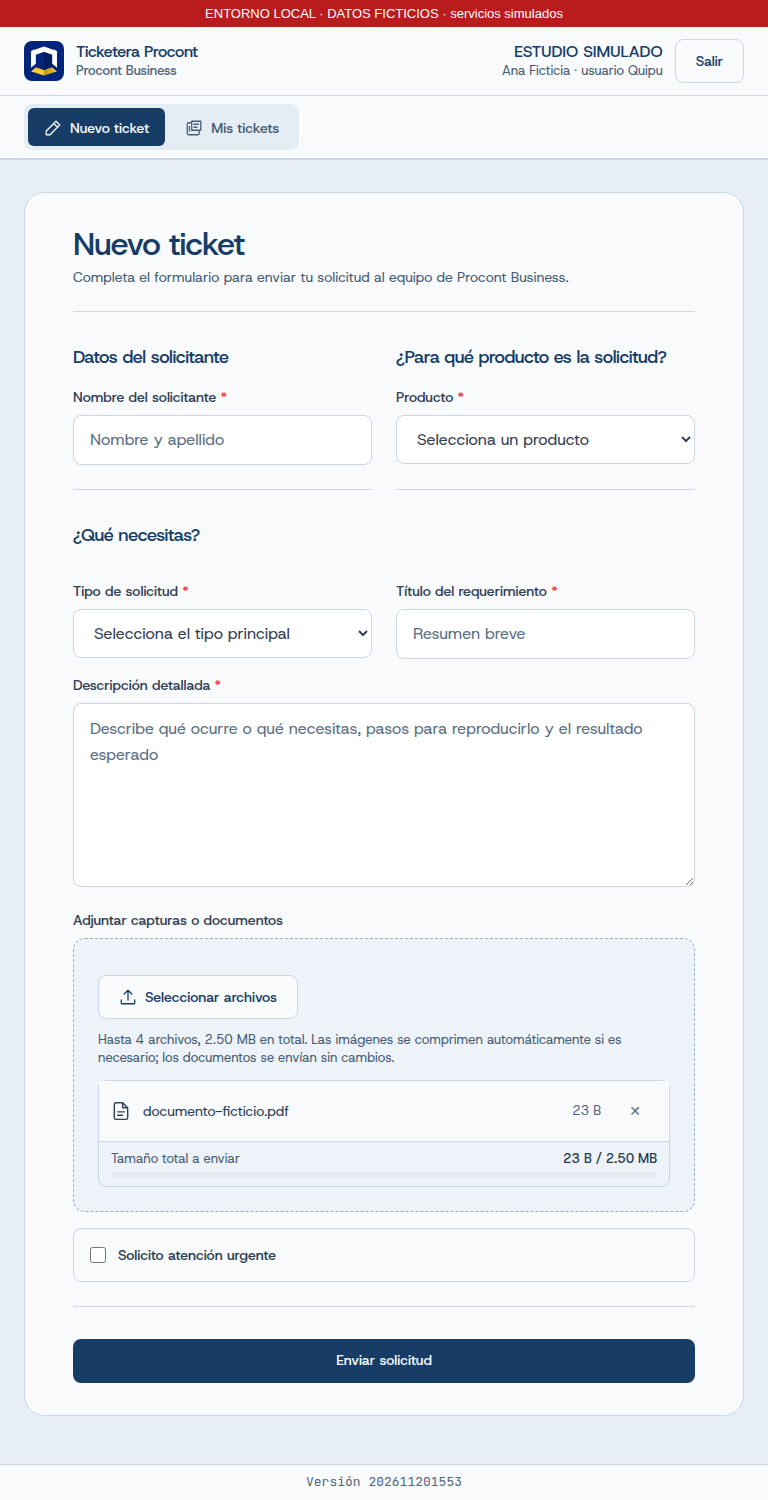 ENTORNO LOCAL · DATOS FICTICIOS · servicios simulados
Ticketera Procont
Procont Business
ESTUDIO SIMULADO
Ana Ficticia · usuario Quipu
Salir
Nuevo ticket
Mis tickets
Nuevo ticket
Completa el formulario para enviar tu solicitud al equipo de Procont Business.
Datos del solicitante
Nombre del solicitante *
Nombre y apellido
¿Para qué producto es la solicitud?
Producto *
Selecciona un producto
¿Qué necesitas?
Tipo de solicitud *
Selecciona el tipo principal
Título del requerimiento *
Resumen breve
Descripción detallada *
Describe qué ocurre o qué necesitas, pasos para reproducirlo y el resultado
esperado
Adjuntar capturas o documentos
Seleccionar archivos
Hasta 4 archivos, 2.50 MB en total. Las imágenes se comprimen automáticamente si es
necesario; los documentos se envían sin cambios.
documento-ficticio.pdf
23 B
✕
Tamaño total a enviar
23 B / 2.50 MB
Solicito atención urgente
Enviar solicitud
Versión 202611201553